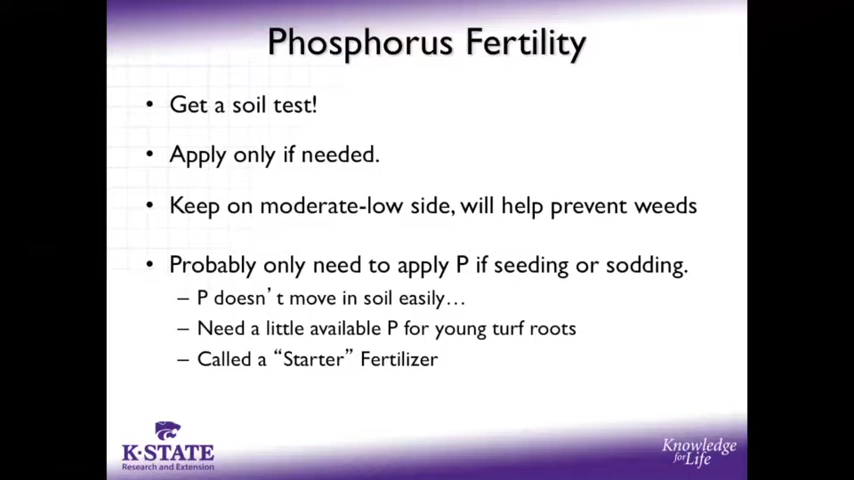 Phosphorus Fertility
• Get a soil test!
• Apply only if needed.
• Keep on moderate-low side, will help prevent weeds
• Probably only need to apply P if seeding or sodding.
– P doesn't move in soil easily…
– Need a little available P for young turf roots
– Called a “Starter” Fertilizer
K-STATE
Research and Extension
Knowledge
for Life